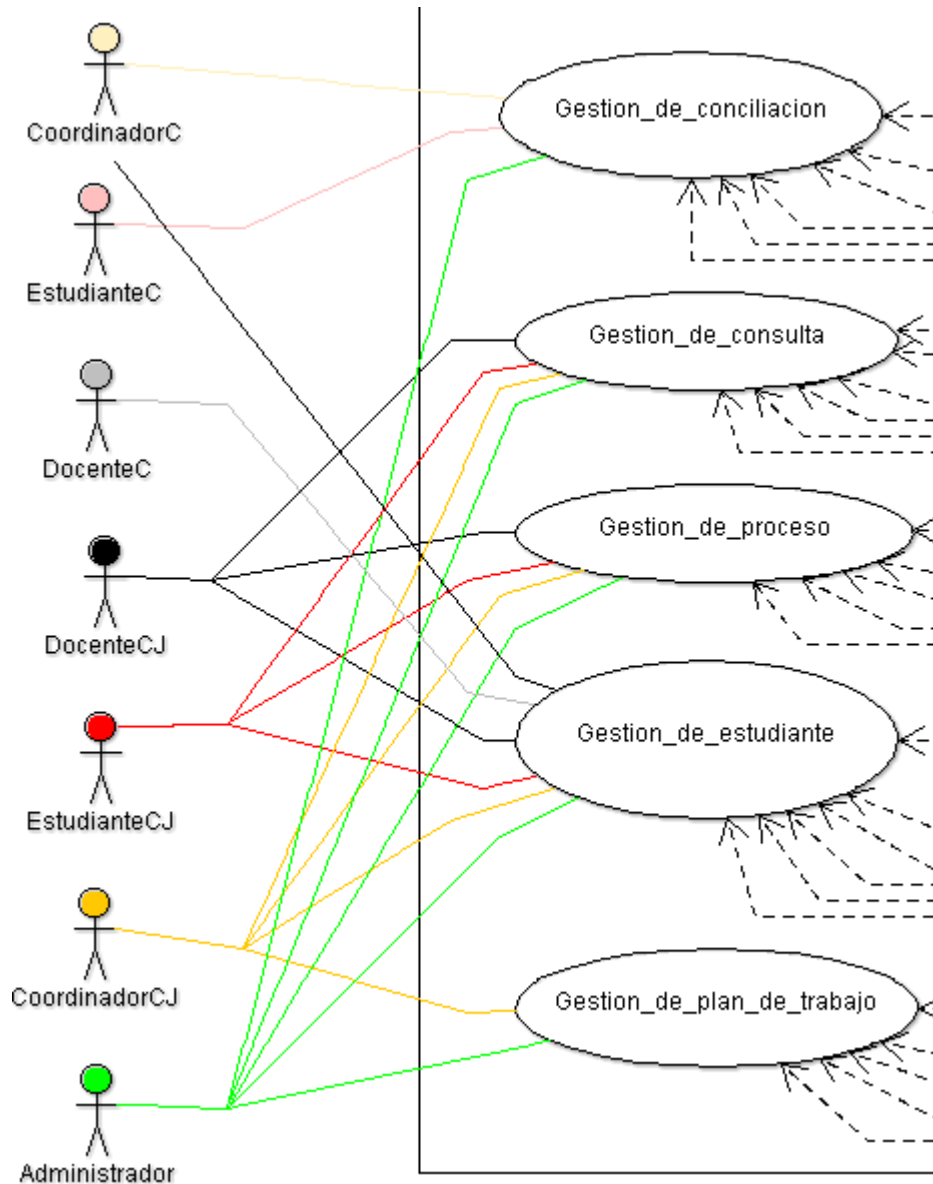 CoordinadorC
EstudianteC
DocenteC
DocenteCJ
EstudianteCJ
CoordinadorCJ
Administrador
Gestion_de_conciliacion
Gestion_de_consulta
Gestion_de_proceso
Gestion_de_estudiante
Gestion_de_plan_de_trabajo